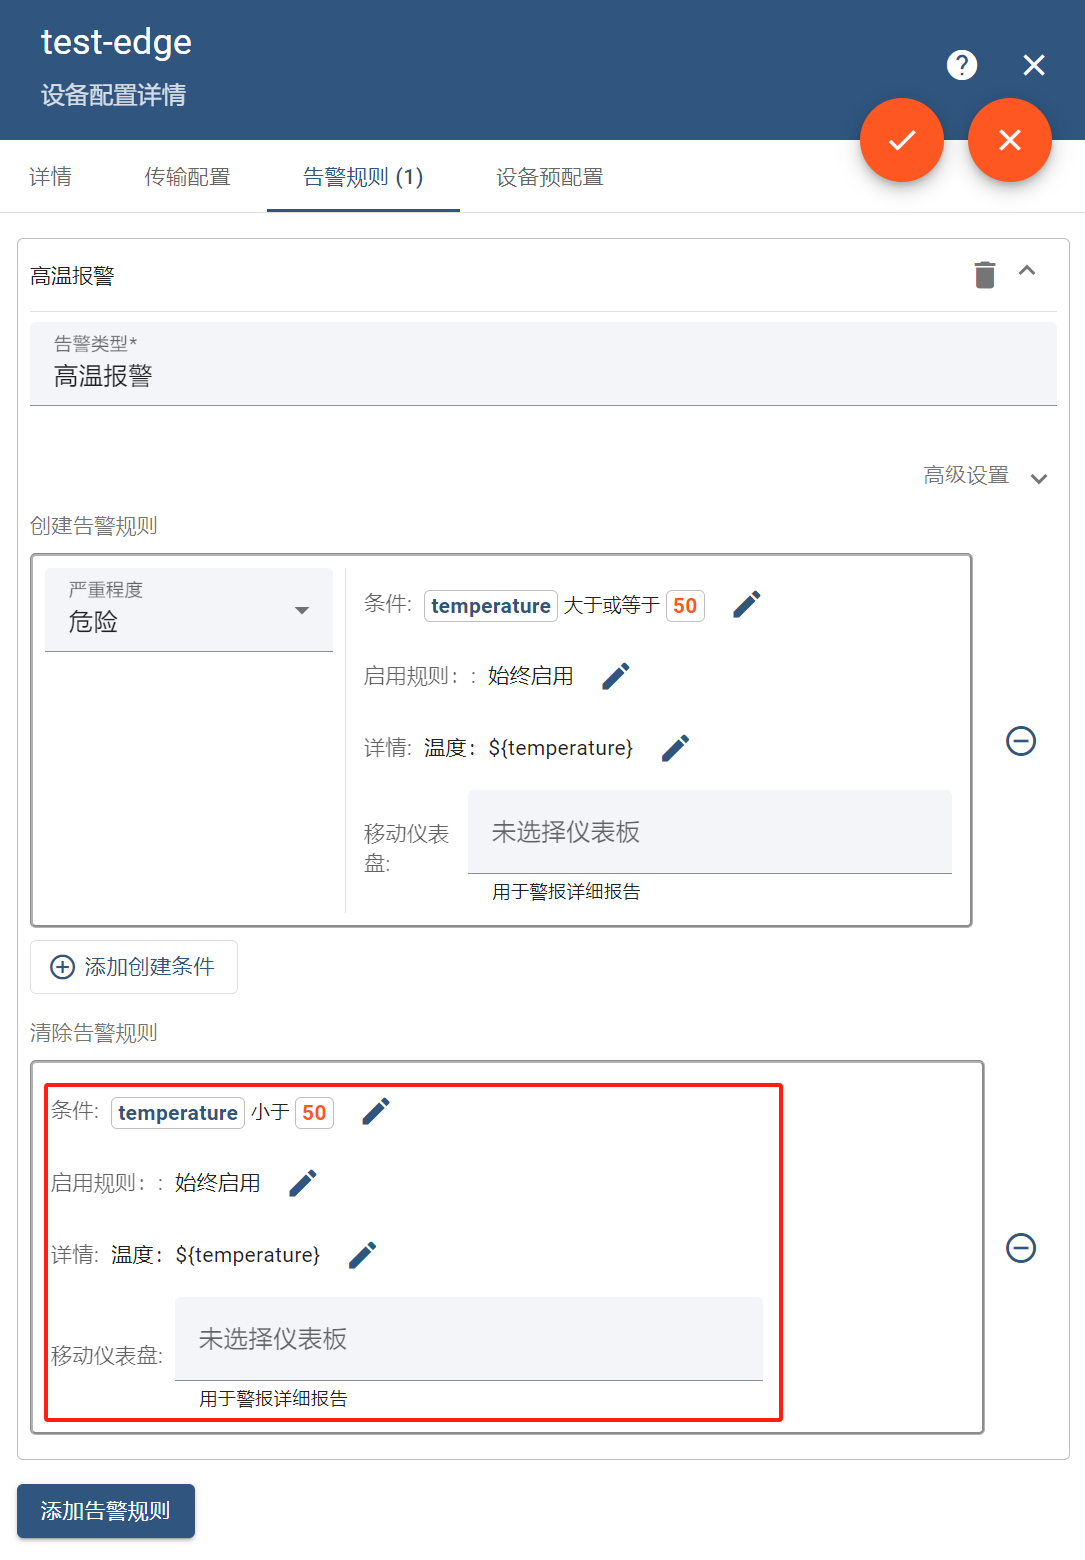 test-edge
设备配置详情
详情 传输配置 告警规则 (1) 设备预配置
高温报警
告警类型*
高温报警
高级设置
创建告警规则
严重程度
危险
条件: temperature 大于或等于 50
启用规则: : 始终启用
详情: 温度: ${temperature}
移动仪表
盘:
未选择仪表板
用于警报详细报告
添加创建条件
清除告警规则
条件: temperature 小于 50
启用规则: : 始终启用
详情: 温度: ${temperature}
移动仪表盘: 未选择仪表板
用于警报详细报告
添加告警规则